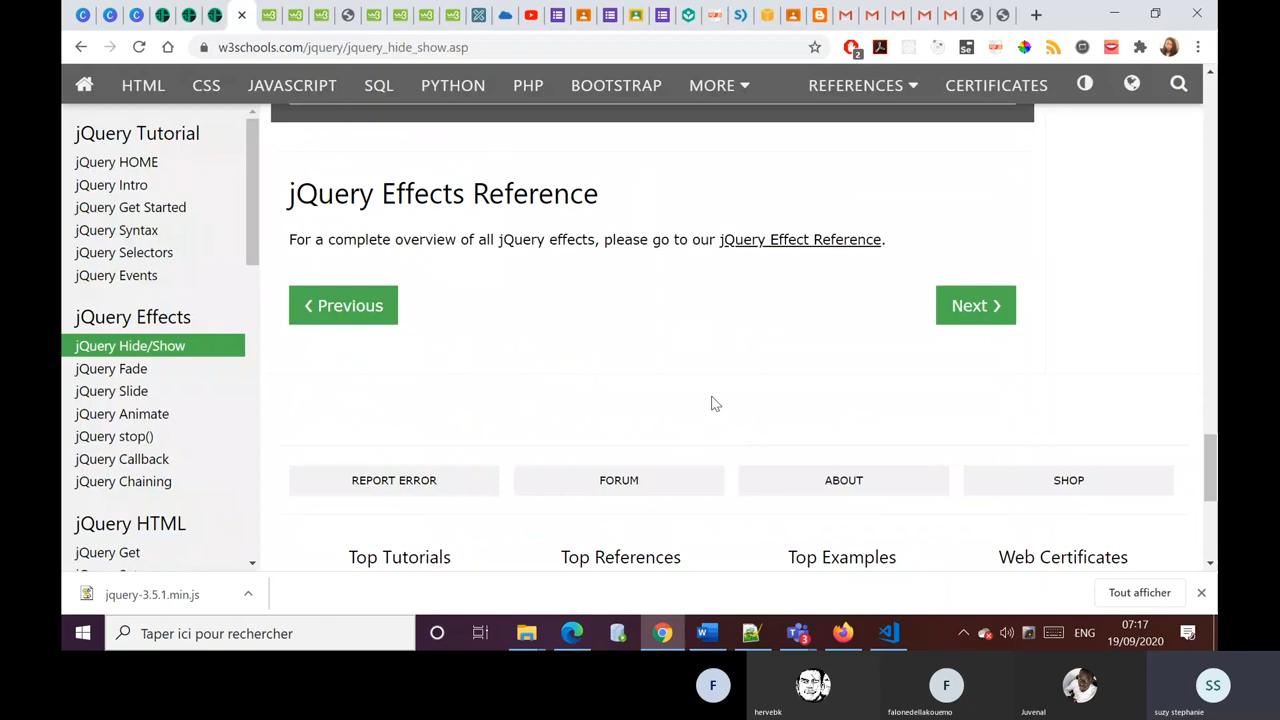 w3schools.com/jquery/jquery_hide_show.asp
2
HTML CSS JAVASCRIPT SQL PYTHON PHP BOOTSTRAP MORE REFERENCES CERTIFICATES
jQuery Tutorial
jQuery HOME
jQuery Intro
jQuery Get Started
jQuery Syntax
jQuery Selectors
jQuery Events
jQuery Effects
jQuery Hide/Show
jQuery Fade
jQuery Slide
jQuery Animate
jQuery stop()
jQuery Callback
jQuery Chaining
jQuery HTML
jQuery Get
jQuery Effects Reference
For a complete overview of all jQuery effects, please go to our jQuery Effect Reference.
❮ Previous
Next ❯
REPORT ERROR FORUM ABOUT SHOP
Top Tutorials Top References Top Examples Web Certificates
jquery-3.5.1.min.js
Tout afficher
Taper ici pour rechercher
3
ENG
07:17
19/09/2020
F
F
SS
hervebk
falonedellakouemo
Juvenal
suzy stephanie